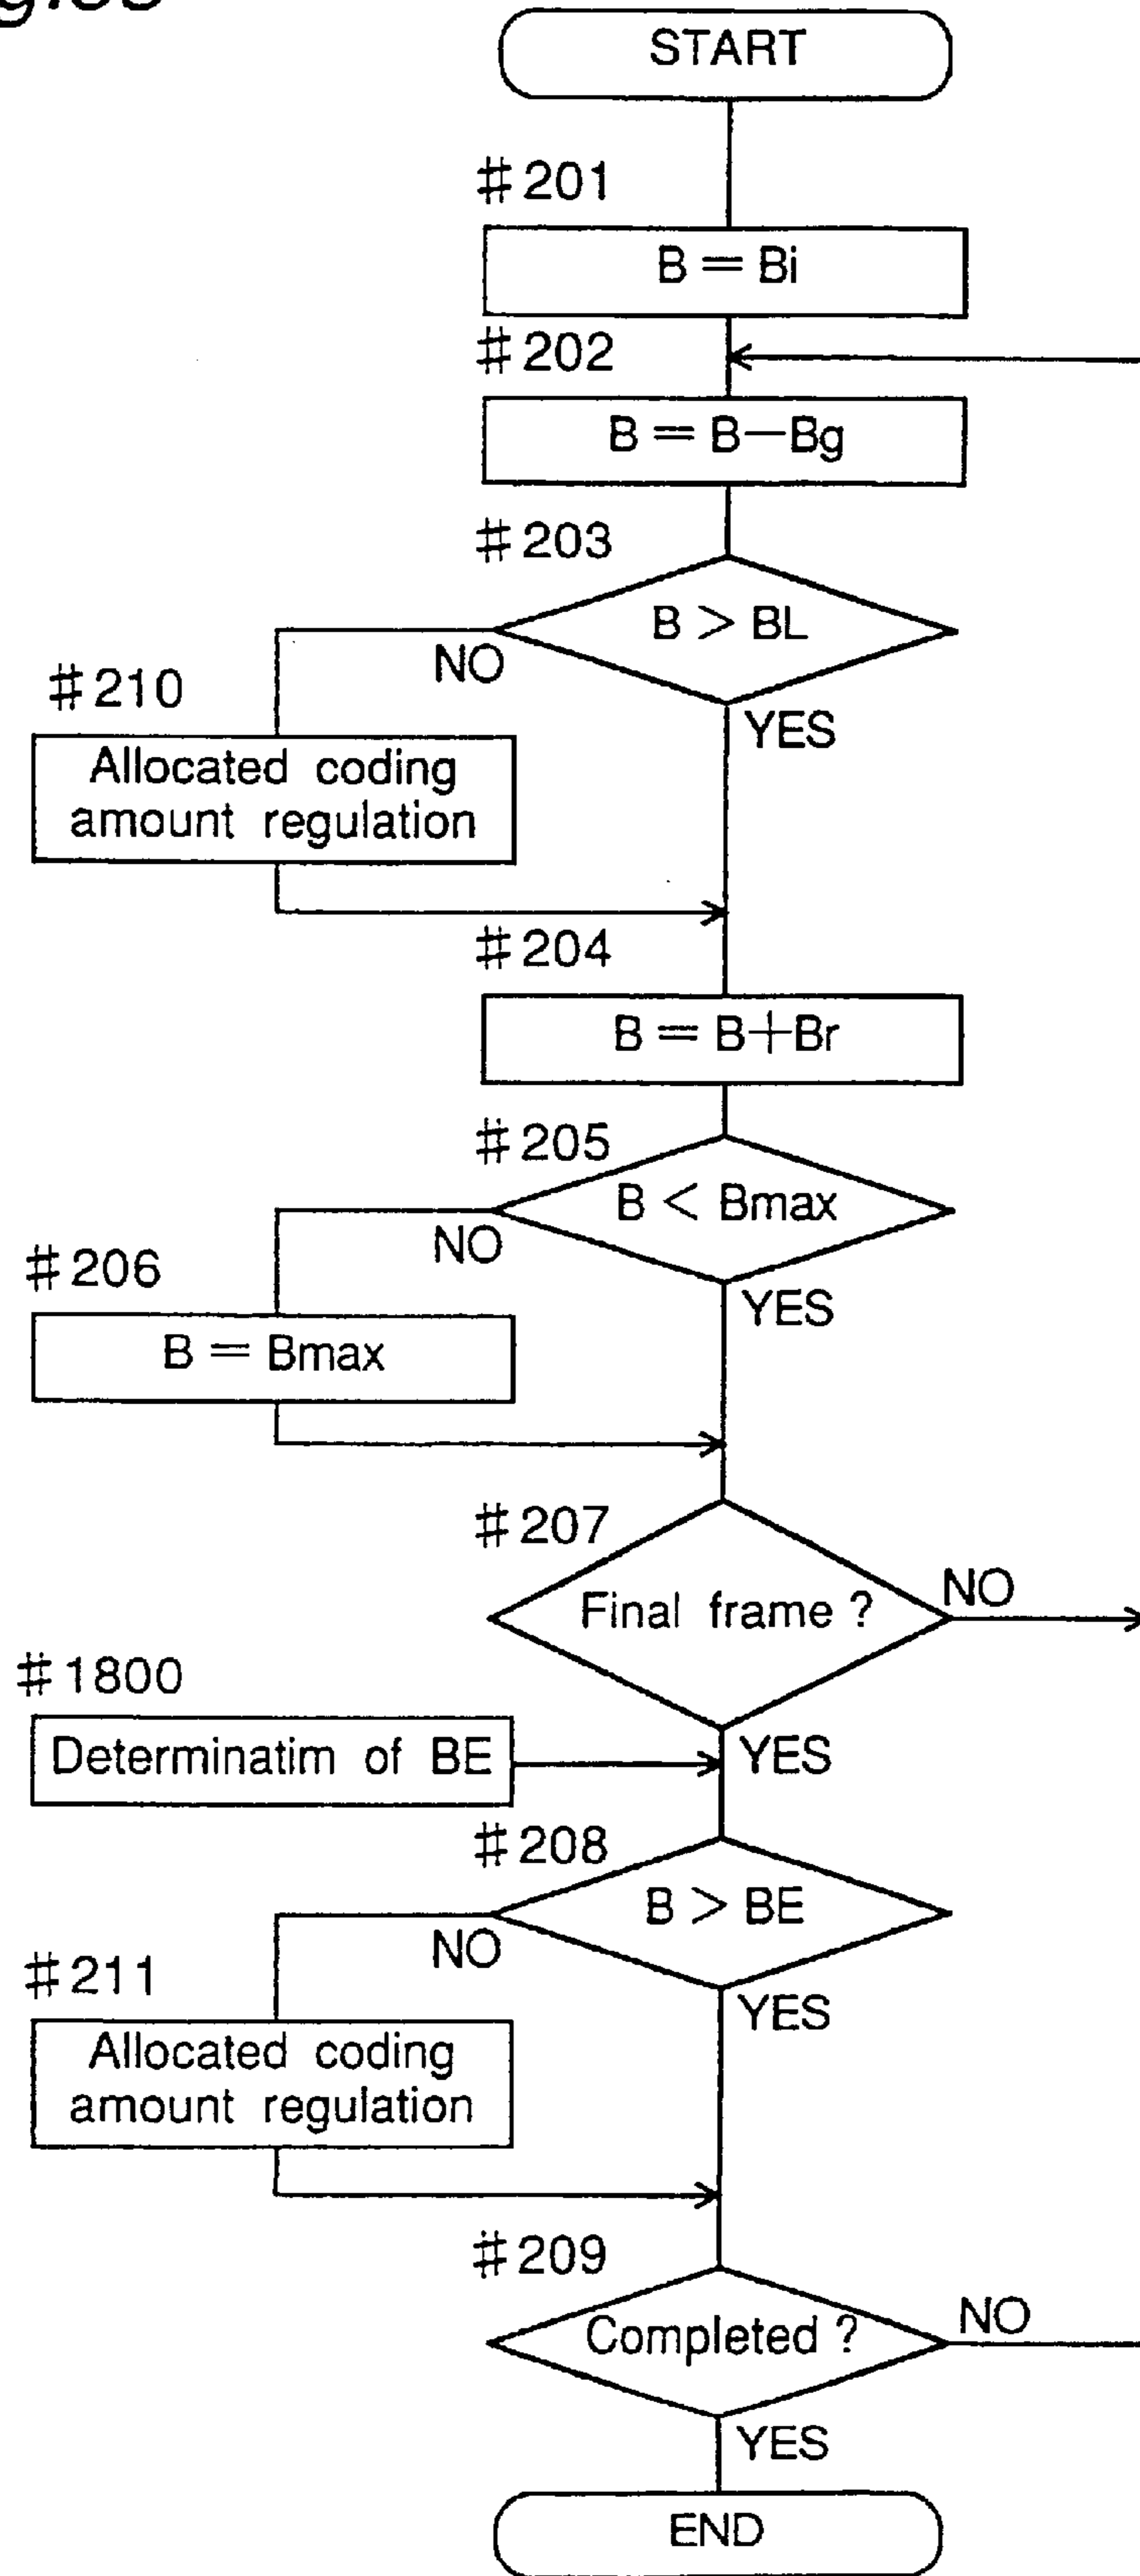 START
#201
B = Bi
#202
B = B-Bg
#203
B > BL
NO
YES
#210
Allocated coding
amount regulation
#204
B = B+Br
#205
B < Bmax
NO
YES
#206
B = Bmax
#207
Final frame ?
NO
YES
#1800
Determinatim of BE
#208
B > BE
NO
YES
#211
Allocated coding
amount regulation
#209
Completed ?
NO
YES
END